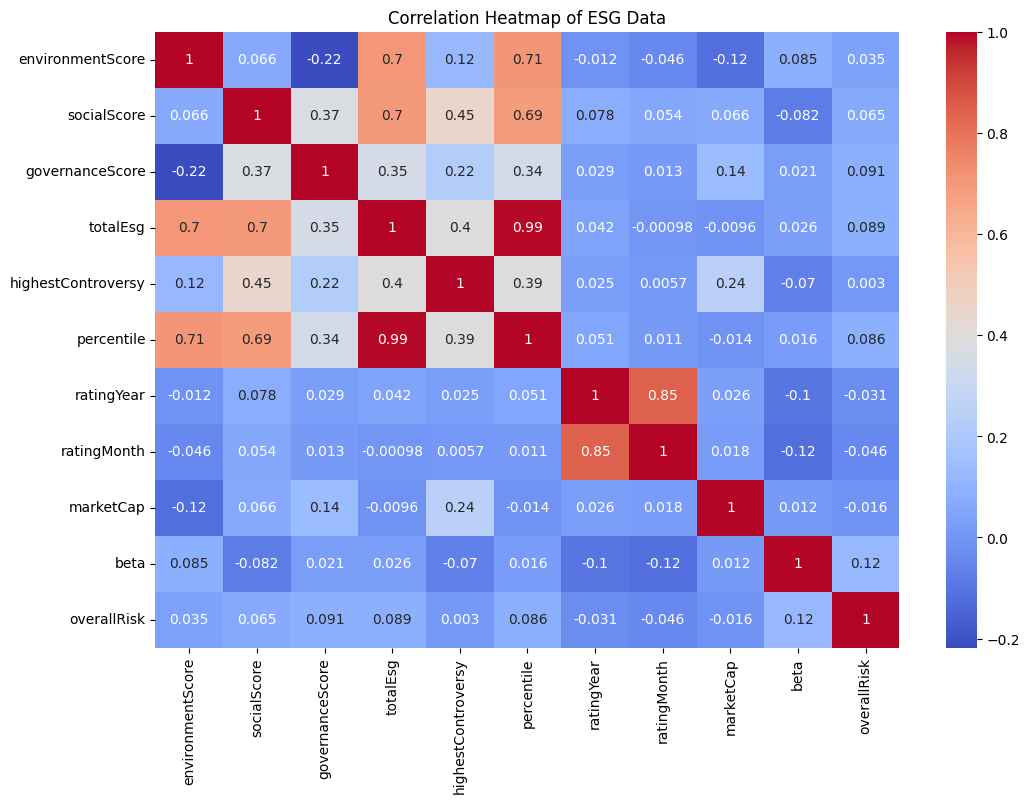 Correlation Heatmap of ESG Data
environmentScore 1 0.066 -0.22 0.7 0.12 0.71 -0.012 -0.046 -0.12 0.085 0.035
socialScore 0.066 1 0.37 0.7 0.45 0.69 0.078 0.054 0.066 -0.082 0.065
governanceScore -0.22 0.37 1 0.35 0.22 0.34 0.029 0.013 0.14 0.021 0.091
totalEsg 0.7 0.7 0.35 1 0.4 0.99 0.042 -0.00098 -0.0096 0.026 0.089
highestControversy 0.12 0.45 0.22 0.4 1 0.39 0.025 0.0057 0.24 -0.07 0.003
percentile 0.71 0.69 0.34 0.99 0.39 1 0.051 0.011 -0.014 0.016 0.086
ratingYear -0.012 0.078 0.029 0.042 0.025 0.051 1 0.85 0.026 -0.1 -0.031
ratingMonth -0.046 0.054 0.013 -0.00098 0.0057 0.011 0.85 1 0.018 -0.12 -0.046
marketCap -0.12 0.066 0.14 -0.0096 0.24 -0.014 0.026 0.018 1 0.012 -0.016
beta 0.085 -0.082 0.021 0.026 -0.07 0.016 -0.1 -0.12 0.012 1 0.12
overallRisk 0.035 0.065 0.091 0.089 0.003 0.086 -0.031 -0.046 -0.016 0.12 1
environmentScore
socialScore
governanceScore
totalEsg
highestControversy
percentile
ratingYear
ratingMonth
marketCap
beta
overallRisk
1.0
0.8
0.6
0.4
0.2
0.0
−0.2